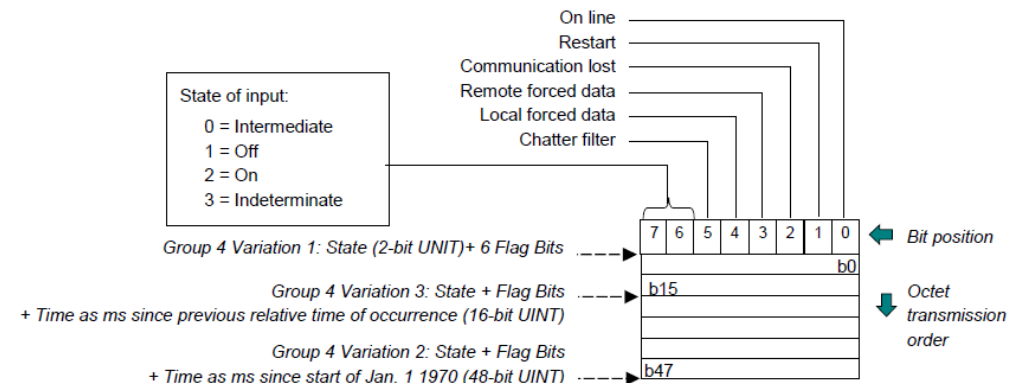 On line
Restart
Communication lost
Remote forced data
Local forced data
Chatter filter
State of input:
0 = Intermediate
1 = Off
2 = On
3 = Indeterminate
7 6 5 4 3 2 1 0
Bit position
Group 4 Variation 1: State (2-bit UNIT)+ 6 Flag Bits
b0
Group 4 Variation 3: State + Flag Bits
+ Time as ms since previous relative time of occurrence (16-bit UINT)
b15
Octet
transmission
order
Group 4 Variation 2: State + Flag Bits
+ Time as ms since start of Jan. 1 1970 (48-bit UINT)
b47